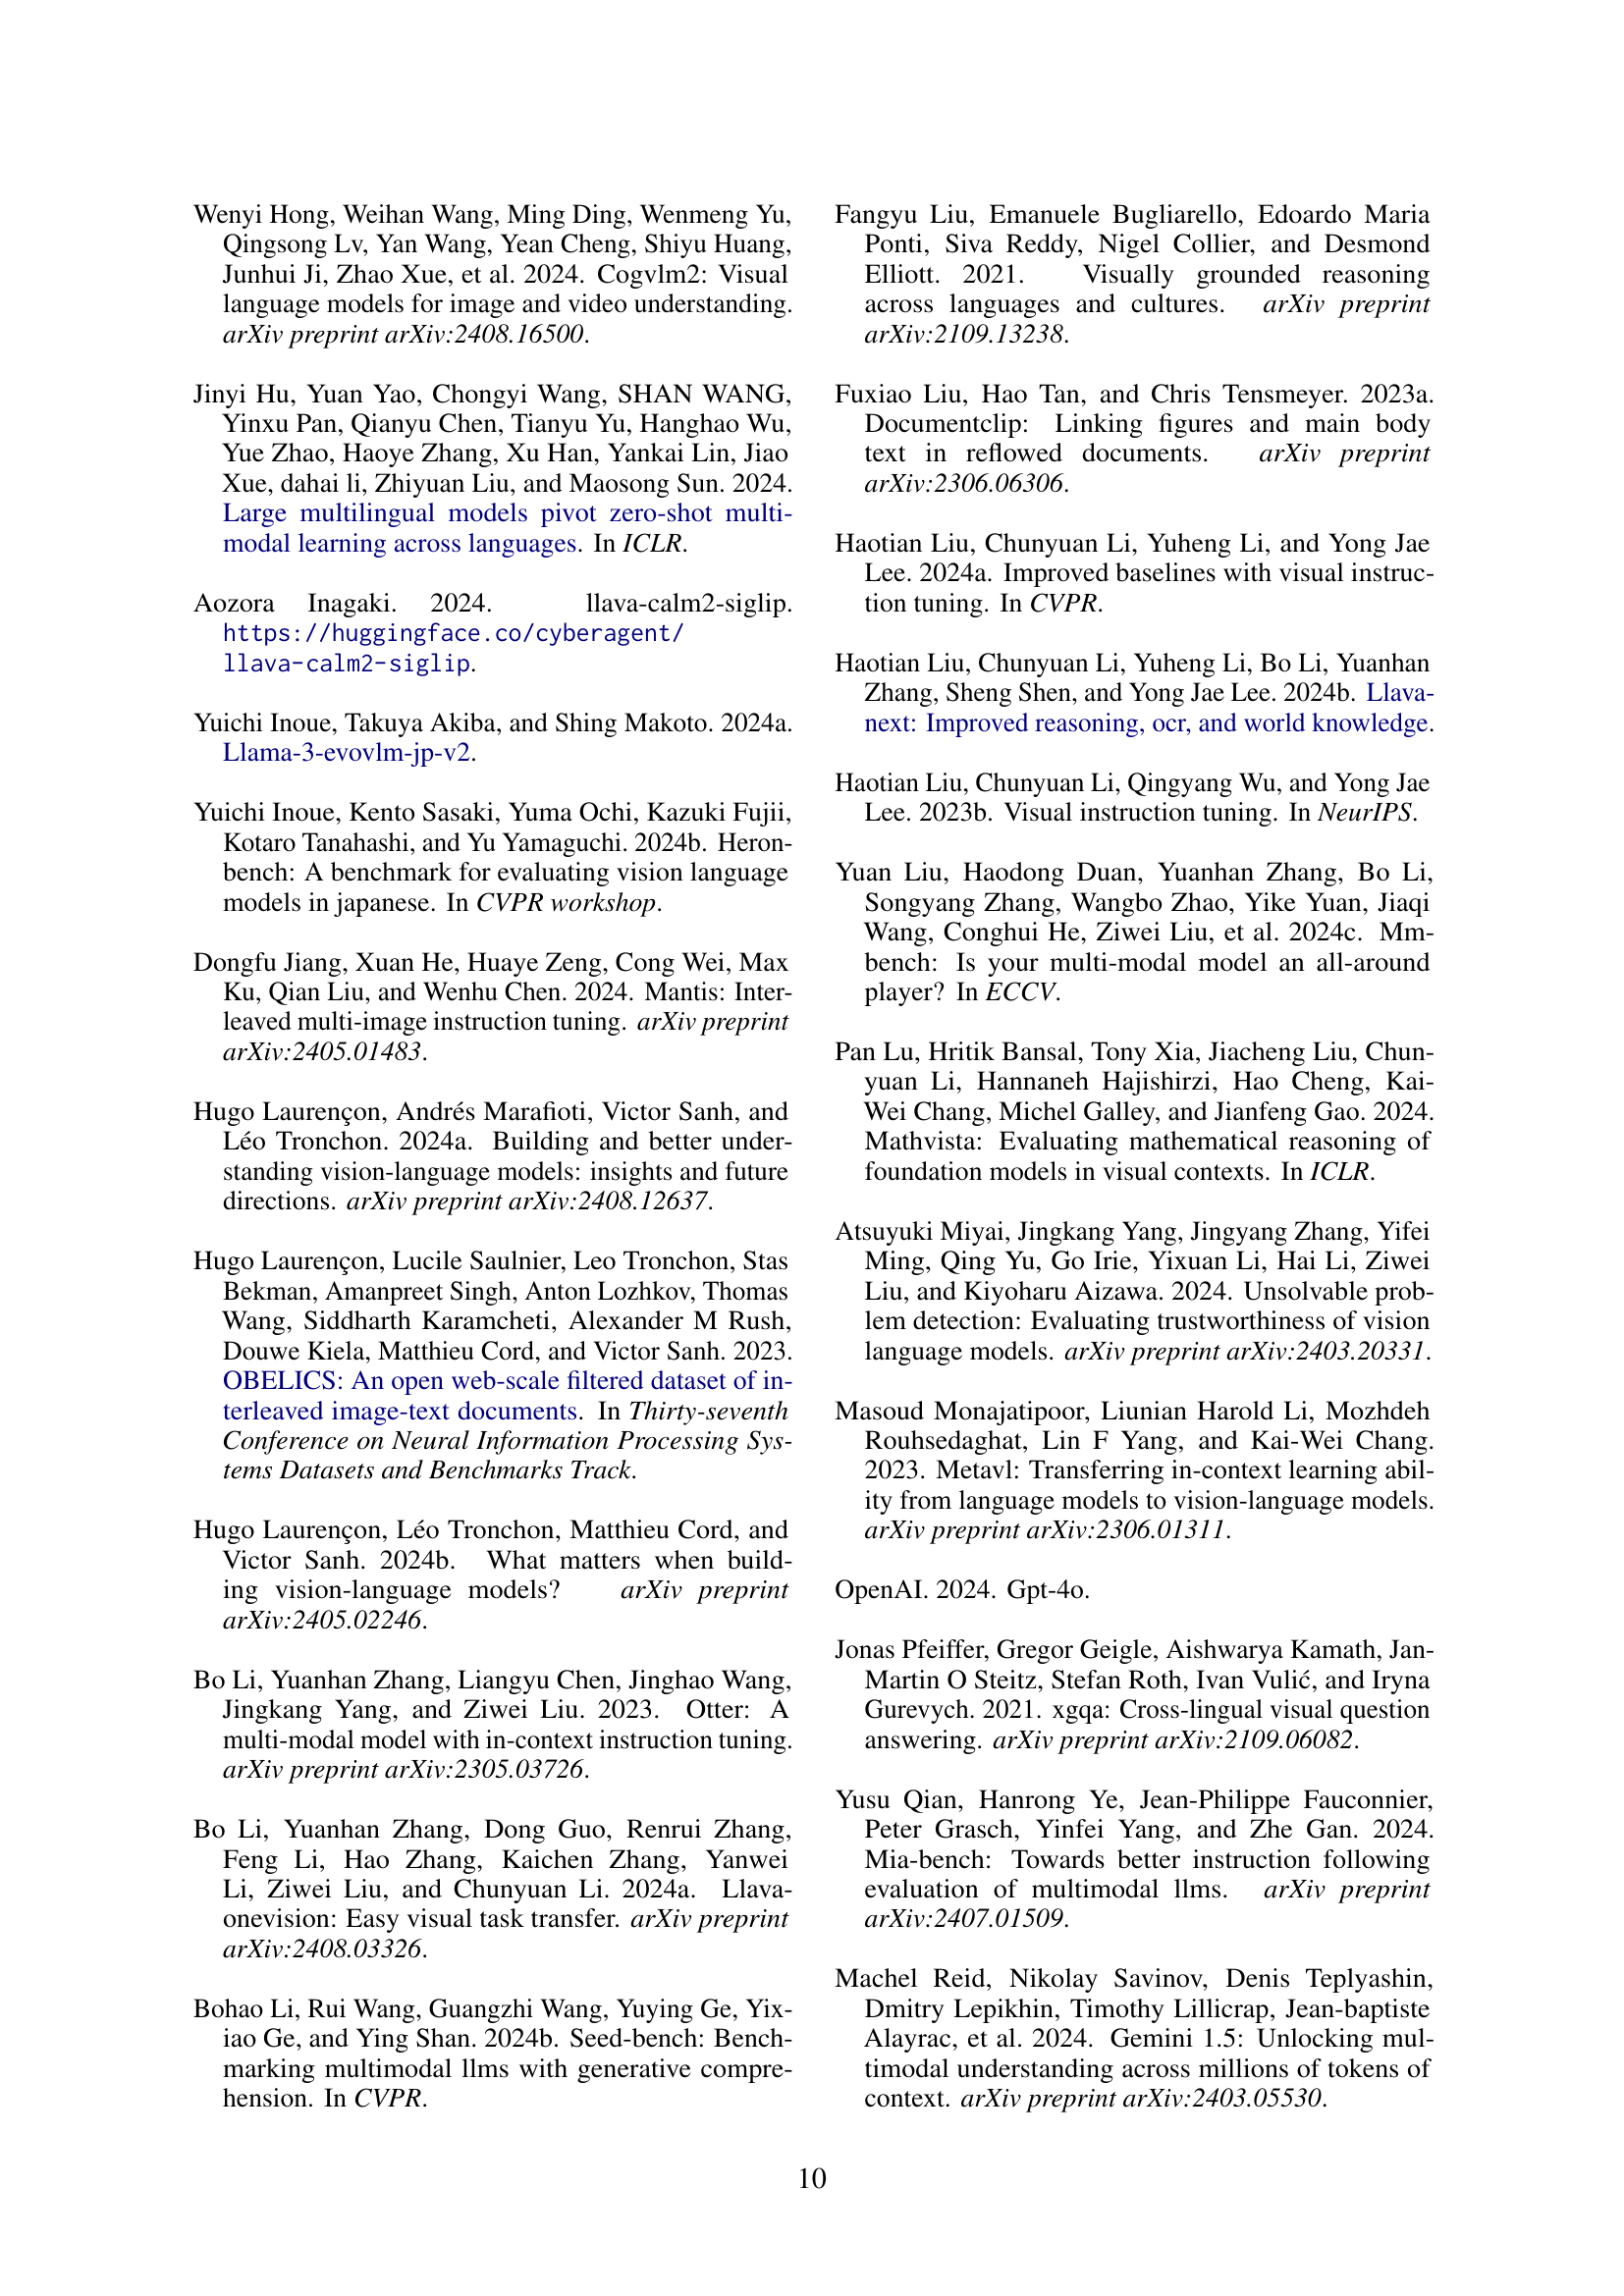 Wenyi Hong, Weihan Wang, Ming Ding, Wenmeng Yu,
Qingsong Lv, Yan Wang, Yean Cheng, Shiyu Huang,
Junhui Ji, Zhao Xue, et al. 2024. Cogvlm2: Visual
language models for image and video understanding.
arXiv preprint arXiv:2408.16500.
Jinyi Hu, Yuan Yao, Chongyi Wang, SHAN WANG,
Yinxu Pan, Qianyu Chen, Tianyu Yu, Hanghao Wu,
Yue Zhao, Haoye Zhang, Xu Han, Yankai Lin, Jiao
Xue, dahai li, Zhiyuan Liu, and Maosong Sun. 2024.
Large multilingual models pivot zero-shot multi-
modal learning across languages. In ICLR.
Aozora Inagaki. 2024. llava-calm2-siglip.
https://huggingface.co/cyberagent/
llava-calm2-siglip.
Yuichi Inoue, Takuya Akiba, and Shing Makoto. 2024a.
Llama-3-evovlm-jp-v2.
Yuichi Inoue, Kento Sasaki, Yuma Ochi, Kazuki Fujii,
Kotaro Tanahashi, and Yu Yamaguchi. 2024b. Heron-
bench: A benchmark for evaluating vision language
models in japanese. In CVPR workshop.
Dongfu Jiang, Xuan He, Huaye Zeng, Cong Wei, Max
Ku, Qian Liu, and Wenhu Chen. 2024. Mantis: Inter-
leaved multi-image instruction tuning. arXiv preprint
arXiv:2405.01483.
Hugo Laurençon, Andrés Marafioti, Victor Sanh, and
Léo Tronchon. 2024a. Building and better under-
standing vision-language models: insights and future
directions. arXiv preprint arXiv:2408.12637.
Hugo Laurençon, Lucile Saulnier, Leo Tronchon, Stas
Bekman, Amanpreet Singh, Anton Lozhkov, Thomas
Wang, Siddharth Karamcheti, Alexander M Rush,
Douwe Kiela, Matthieu Cord, and Victor Sanh. 2023.
OBELICS: An open web-scale filtered dataset of in-
terleaved image-text documents. In Thirty-seventh
Conference on Neural Information Processing Sys-
tems Datasets and Benchmarks Track.
Hugo Laurençon, Léo Tronchon, Matthieu Cord, and
Victor Sanh. 2024b. What matters when build-
ing vision-language models? arXiv preprint
arXiv:2405.02246.
Bo Li, Yuanhan Zhang, Liangyu Chen, Jinghao Wang,
Jingkang Yang, and Ziwei Liu. 2023. Otter: A
multi-modal model with in-context instruction tuning.
arXiv preprint arXiv:2305.03726.
Bo Li, Yuanhan Zhang, Dong Guo, Renrui Zhang,
Feng Li, Hao Zhang, Kaichen Zhang, Yanwei
Li, Ziwei Liu, and Chunyuan Li. 2024a. Llava-
onevision: Easy visual task transfer. arXiv preprint
arXiv:2408.03326.
Bohao Li, Rui Wang, Guangzhi Wang, Yuying Ge, Yix-
iao Ge, and Ying Shan. 2024b. Seed-bench: Bench-
marking multimodal llms with generative compre-
hension. In CVPR.
Fangyu Liu, Emanuele Bugliarello, Edoardo Maria
Ponti, Siva Reddy, Nigel Collier, and Desmond
Elliott. 2021. Visually grounded reasoning
across languages and cultures. arXiv preprint
arXiv:2109.13238.
Fuxiao Liu, Hao Tan, and Chris Tensmeyer. 2023a.
Documentclip: Linking figures and main body
text in reflowed documents. arXiv preprint
arXiv:2306.06306.
Haotian Liu, Chunyuan Li, Yuheng Li, and Yong Jae
Lee. 2024a. Improved baselines with visual instruc-
tion tuning. In CVPR.
Haotian Liu, Chunyuan Li, Yuheng Li, Bo Li, Yuanhan
Zhang, Sheng Shen, and Yong Jae Lee. 2024b. Llava-
next: Improved reasoning, ocr, and world knowledge.
Haotian Liu, Chunyuan Li, Qingyang Wu, and Yong Jae
Lee. 2023b. Visual instruction tuning. In NeurIPS.
Yuan Liu, Haodong Duan, Yuanhan Zhang, Bo Li,
Songyang Zhang, Wangbo Zhao, Yike Yuan, Jiaqi
Wang, Conghui He, Ziwei Liu, et al. 2024c. Mm-
bench: Is your multi-modal model an all-around
player? In ECCV.
Pan Lu, Hritik Bansal, Tony Xia, Jiacheng Liu, Chun-
yuan Li, Hannaneh Hajishirzi, Hao Cheng, Kai-
Wei Chang, Michel Galley, and Jianfeng Gao. 2024.
Mathvista: Evaluating mathematical reasoning of
foundation models in visual contexts. In ICLR.
Atsuyuki Miyai, Jingkang Yang, Jingyang Zhang, Yifei
Ming, Qing Yu, Go Irie, Yixuan Li, Hai Li, Ziwei
Liu, and Kiyoharu Aizawa. 2024. Unsolvable prob-
lem detection: Evaluating trustworthiness of vision
language models. arXiv preprint arXiv:2403.20331.
Masoud Monajatipoor, Liunian Harold Li, Mozhdeh
Rouhsedaghat, Lin F Yang, and Kai-Wei Chang.
2023. Metavl: Transferring in-context learning abil-
ity from language models to vision-language models.
arXiv preprint arXiv:2306.01311.
OpenAI. 2024. Gpt-4o.
Jonas Pfeiffer, Gregor Geigle, Aishwarya Kamath, Jan-
Martin O Steitz, Stefan Roth, Ivan Vulić, and Iryna
Gurevych. 2021. xgqa: Cross-lingual visual question
answering. arXiv preprint arXiv:2109.06082.
Yusu Qian, Hanrong Ye, Jean-Philippe Fauconnier,
Peter Grasch, Yinfei Yang, and Zhe Gan. 2024.
Mia-bench: Towards better instruction following
evaluation of multimodal llms. arXiv preprint
arXiv:2407.01509.
Machel Reid, Nikolay Savinov, Denis Teplyashin,
Dmitry Lepikhin, Timothy Lillicrap, Jean-baptiste
Alayrac, et al. 2024. Gemini 1.5: Unlocking mul-
timodal understanding across millions of tokens of
context. arXiv preprint arXiv:2403.05530.
10